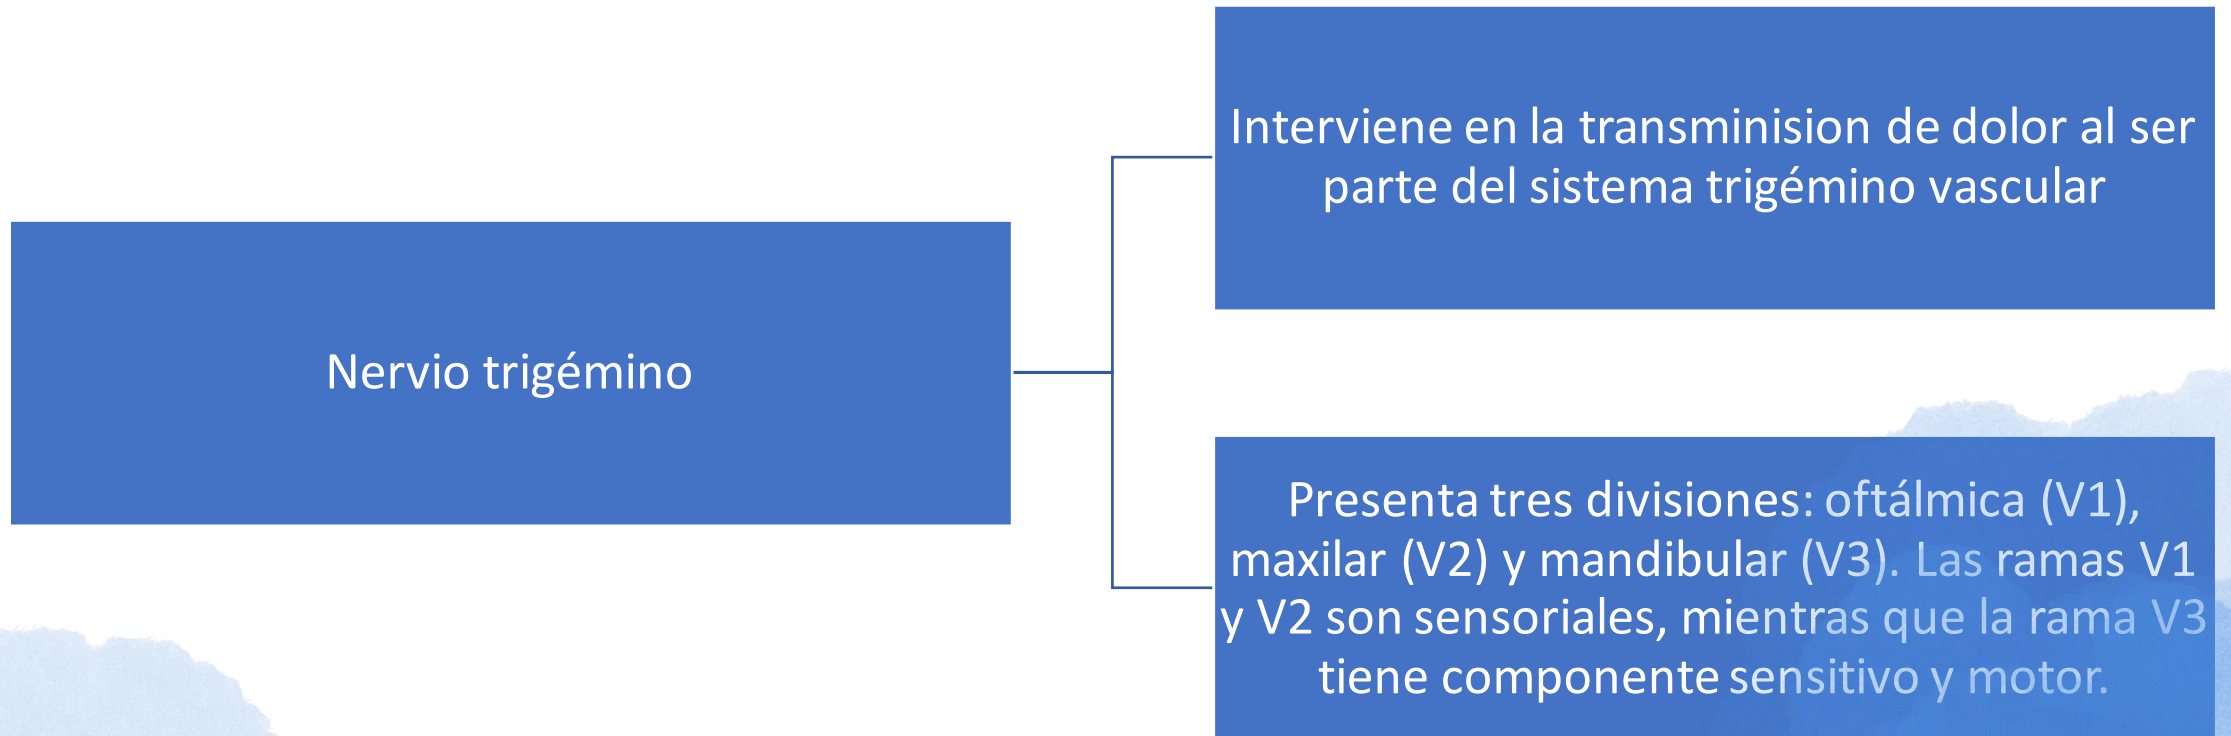 Interviene en la transminision de dolor al ser
parte del sistema trigémino vascular
Nervio trigémino
Presenta tres divisiones: oftálmica (V1),
maxilar (V2) y mandibular (V3). Las ramas V1
y V2 son sensoriales, mientras que la rama V3
tiene componente sensitivo y motor.